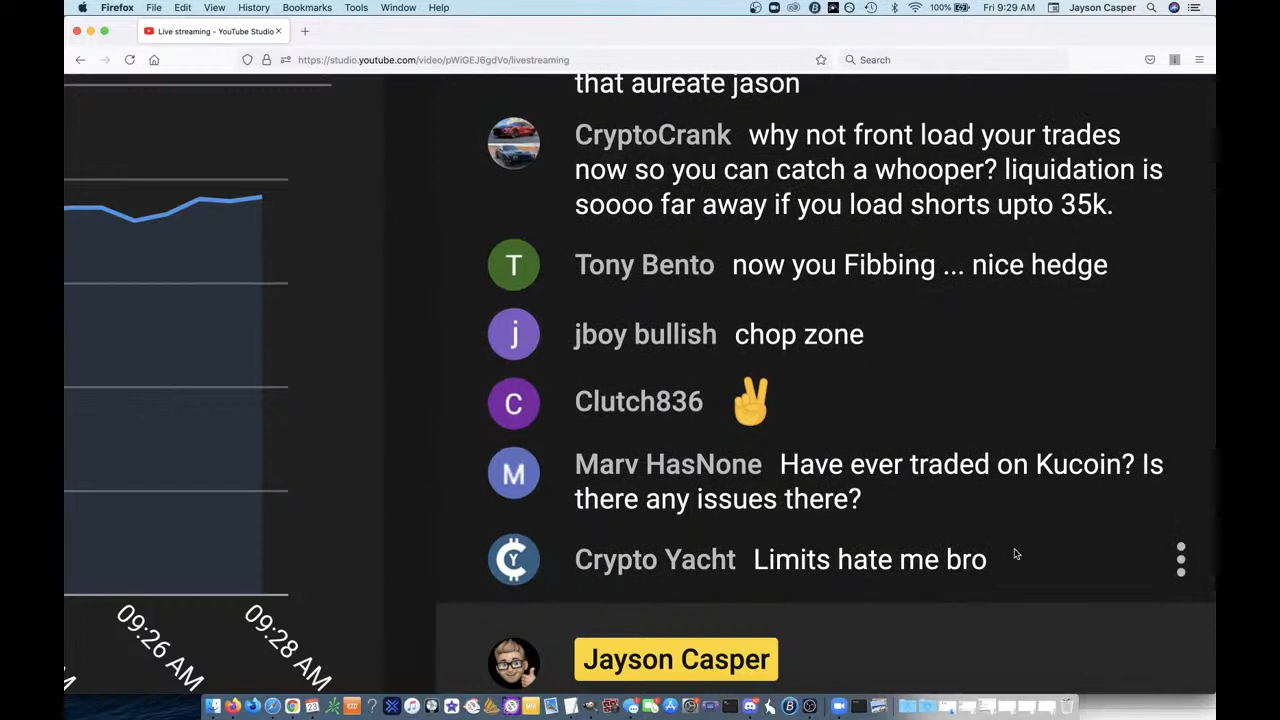 Firefox File Edit View History Bookmarks Tools Window Help 100% Fri 9:29 AM Jayson Casper
Live streaming - YouTube Studio
https://studio.youtube.com/video/pWiGEJ6gdVo/livestreaming Search
that aureate jason
CryptoCrank why not front load your trades
now so you can catch a whooper? liquidation is
soooo far away if you load shorts upto 35k.
T Tony Bento now you Fibbing ... nice hedge
j jboy bullish chop zone
C Clutch836 ✌
M Marv HasNone Have ever traded on Kucoin? Is
there any issues there?
Crypto Yacht Limits hate me bro
09:26 AM
09:28 AM
Jayson Casper